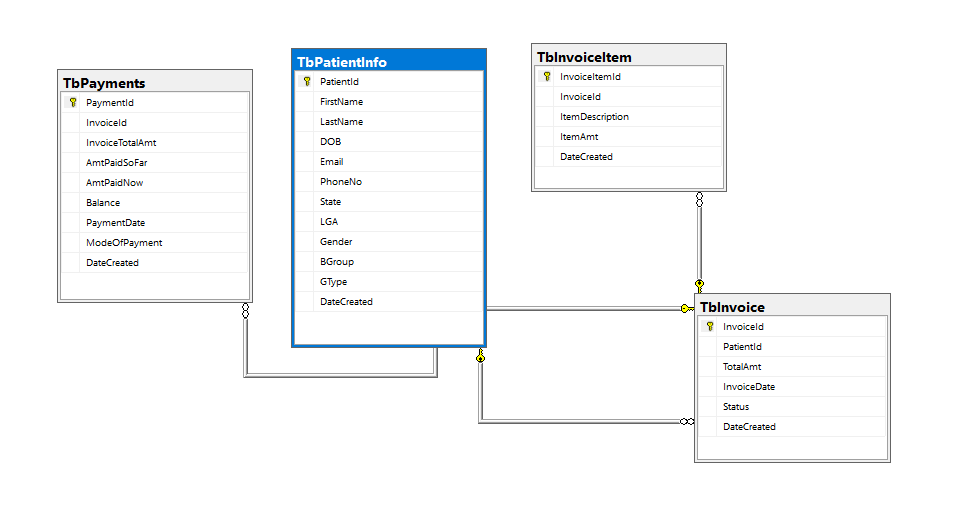 TbPayments
PaymentId
InvoiceId
InvoiceTotalAmt
AmtPaidSoFar
AmtPaidNow
Balance
PaymentDate
ModeOfPayment
DateCreated
TbPatientInfo
PatientId
FirstName
LastName
DOB
Email
PhoneNo
State
LGA
Gender
BGroup
GType
DateCreated
TbInvoiceItem
InvoiceItemId
InvoiceId
ItemDescription
ItemAmt
DateCreated
TbInvoice
InvoiceId
PatientId
TotalAmt
InvoiceDate
Status
DateCreated